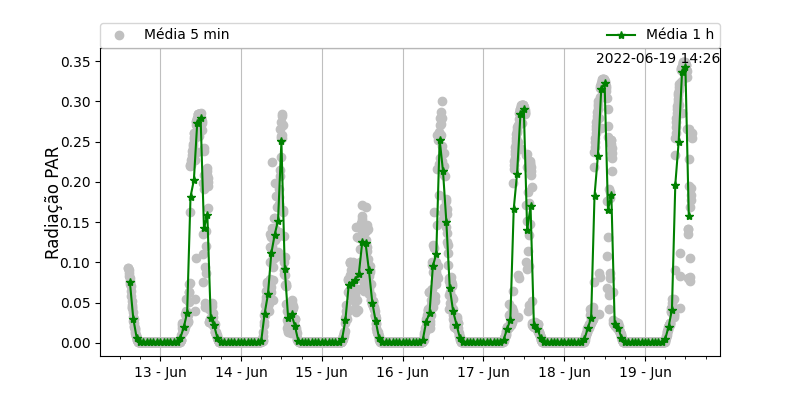 Média 5 min
Média 1 h
2022-06-19 14:26
Radiação PAR
0.35
0.30
0.25
0.20
0.15
0.10
0.05
0.00
13 - Jun
14 - Jun
15 - Jun
16 - Jun
17 - Jun
18 - Jun
19 - Jun